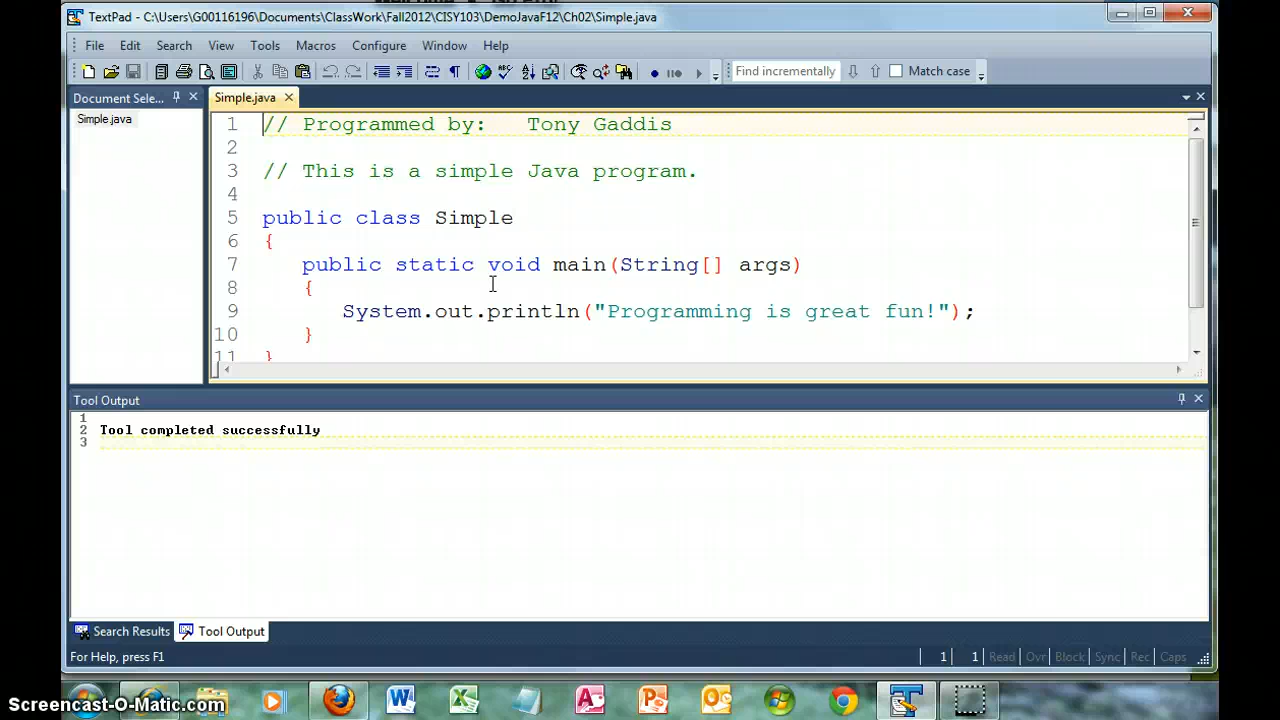 TextPad - C:\Users\G00116196\Documents\ClassWork\Fall2012\CISY103\DemoJavaF12\Ch02\Simple.java
File Edit Search View Tools Macros Configure Window Help
Find incrementally Match case
Document Sele...
Simple.java
Simple.java
1 // Programmed by: Tony Gaddis
2
3 // This is a simple Java program.
4
5 public class Simple
6 {
7 public static void main(String[] args)
8 {
9 System.out.println("Programming is great fun!");
10 }
11 }
Tool Output
1
2 Tool completed successfully
3
Search Results Tool Output
For Help, press F1 1 1 Read Ovr Block Sync Rec Caps
Screencast-O-Matic.com